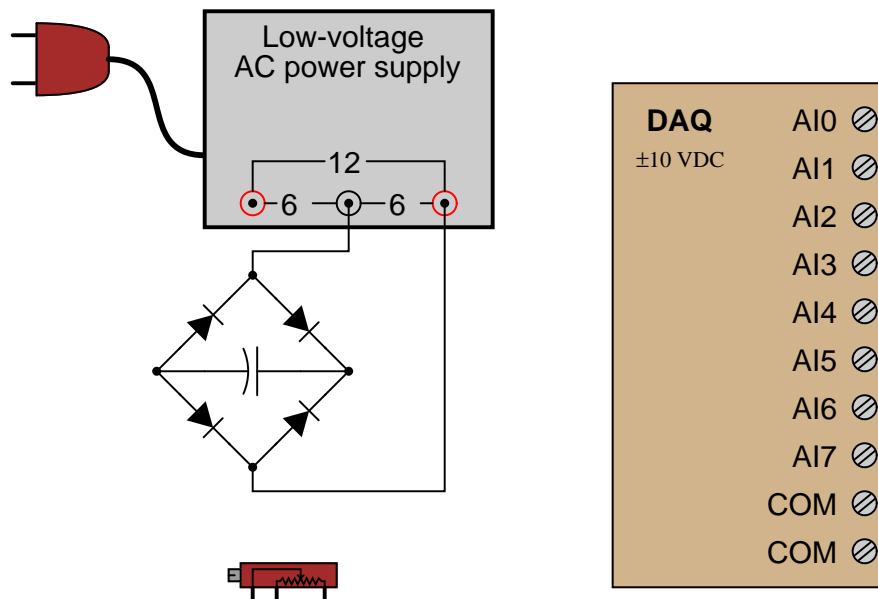 Low-voltage
AC power supply
12
6 6
DAQ
±10 VDC
AI0
AI1
AI2
AI3
AI4
AI5
AI6
AI7
COM
COM